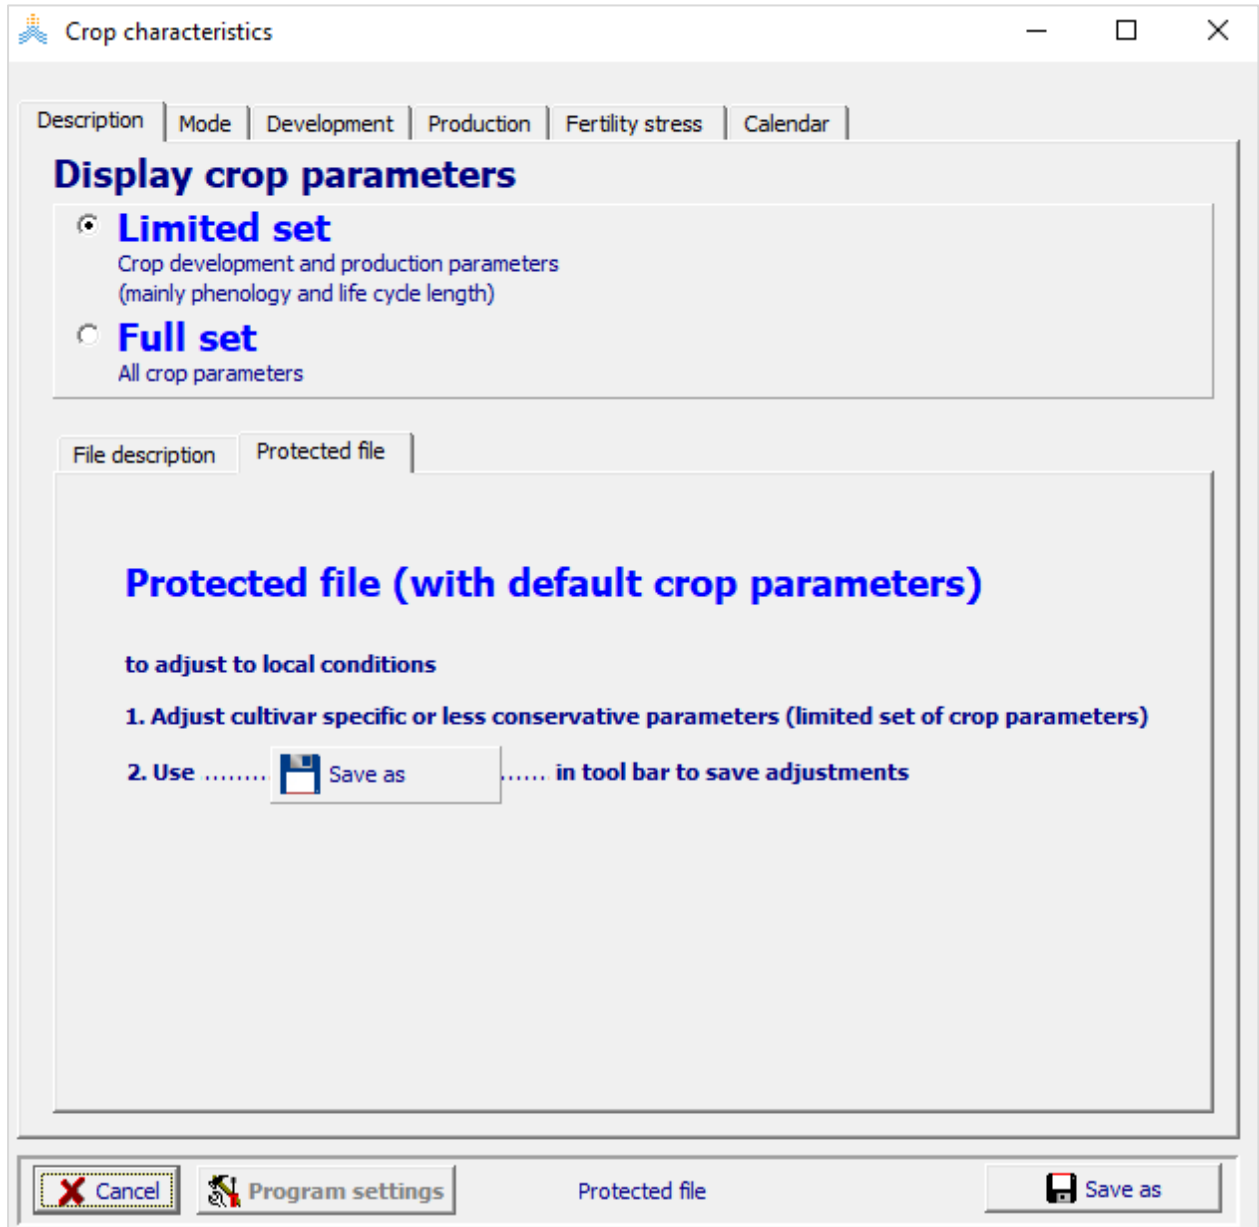 Crop characteristics
Description Mode Development Production Fertility stress Calendar
Display crop parameters
Limited set
Crop development and production parameters
(mainly phenology and life cycle length)
Full set
All crop parameters
File description Protected file
Protected file (with default crop parameters)
to adjust to local conditions
1. Adjust cultivar specific or less conservative parameters (limited set of crop parameters)
2. Use ........ Save as ...... in tool bar to save adjustments
Cancel Program settings Protected file Save as